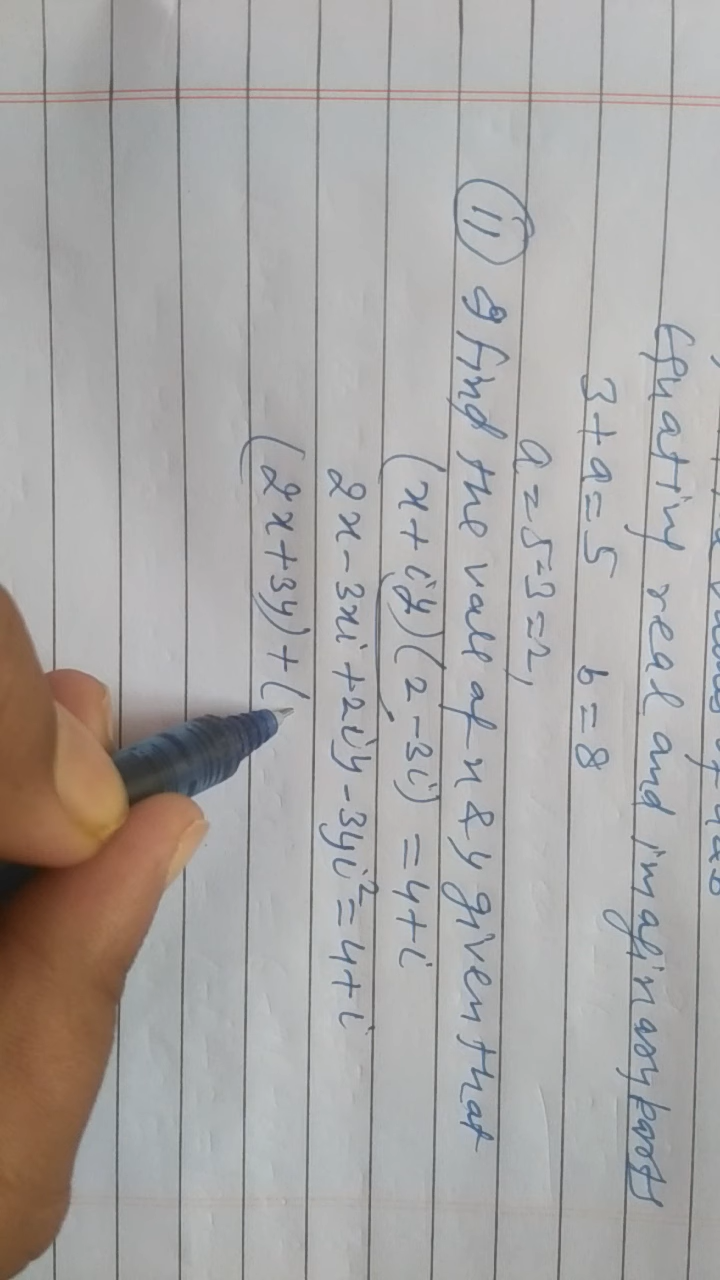 Equating real and imaginary parts
3+a=5 b=8
a=5-3=2,
ii) find the value of x & y given that
(x+iy)(2-3i) = 4+i
2x-3xi+2iy-3yi²=4+i
(2x+3y)+(